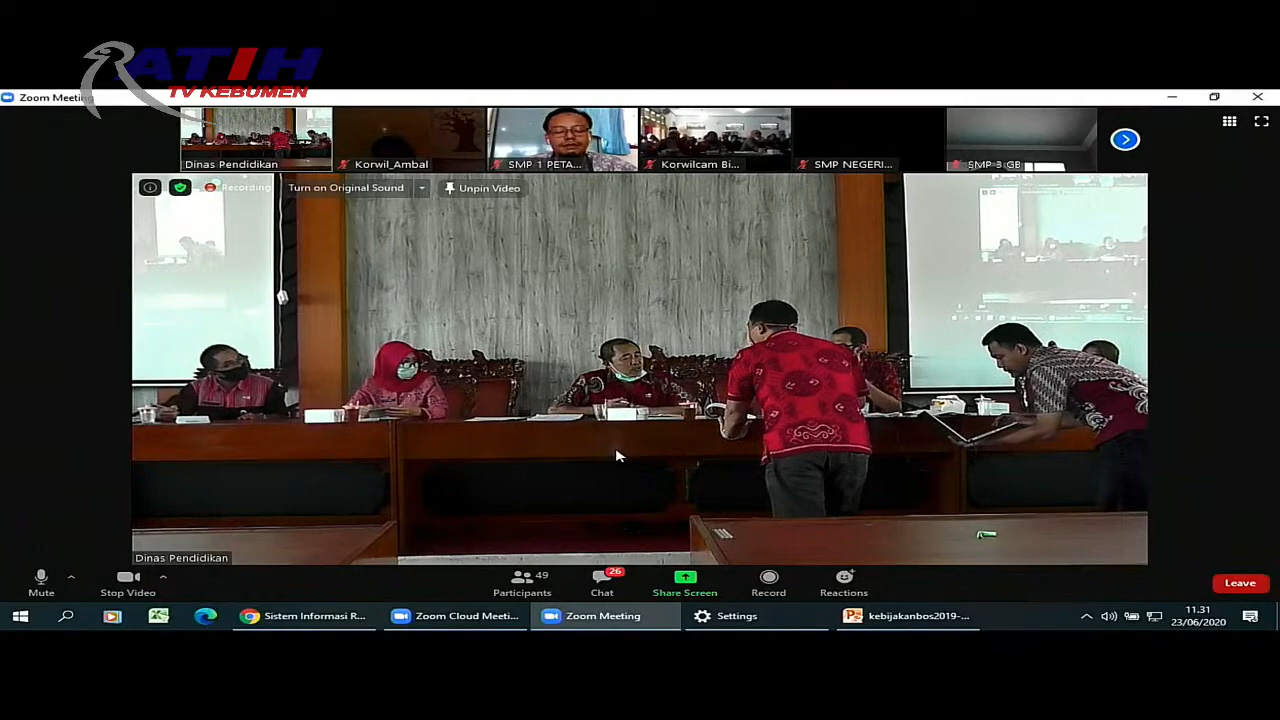 RATIH
TV KEBUMEN
Zoom Meeting
Dinas Pendidikan
Korwil_Ambal
SMP 1 PETA...
Korwilcam Bi...
SMP NEGERI...
SMP 3 GB
Recording
Turn on Original Sound
Unpin Video
Dinas Pendidikan
Mute
Stop Video
49
Participants
26
Chat
Share Screen
Record
Reactions
Leave
Sistem Informasi R...
Zoom Cloud Meeti...
Zoom Meeting
Settings
kebijakanbos2019-...
11.31
23/06/2020